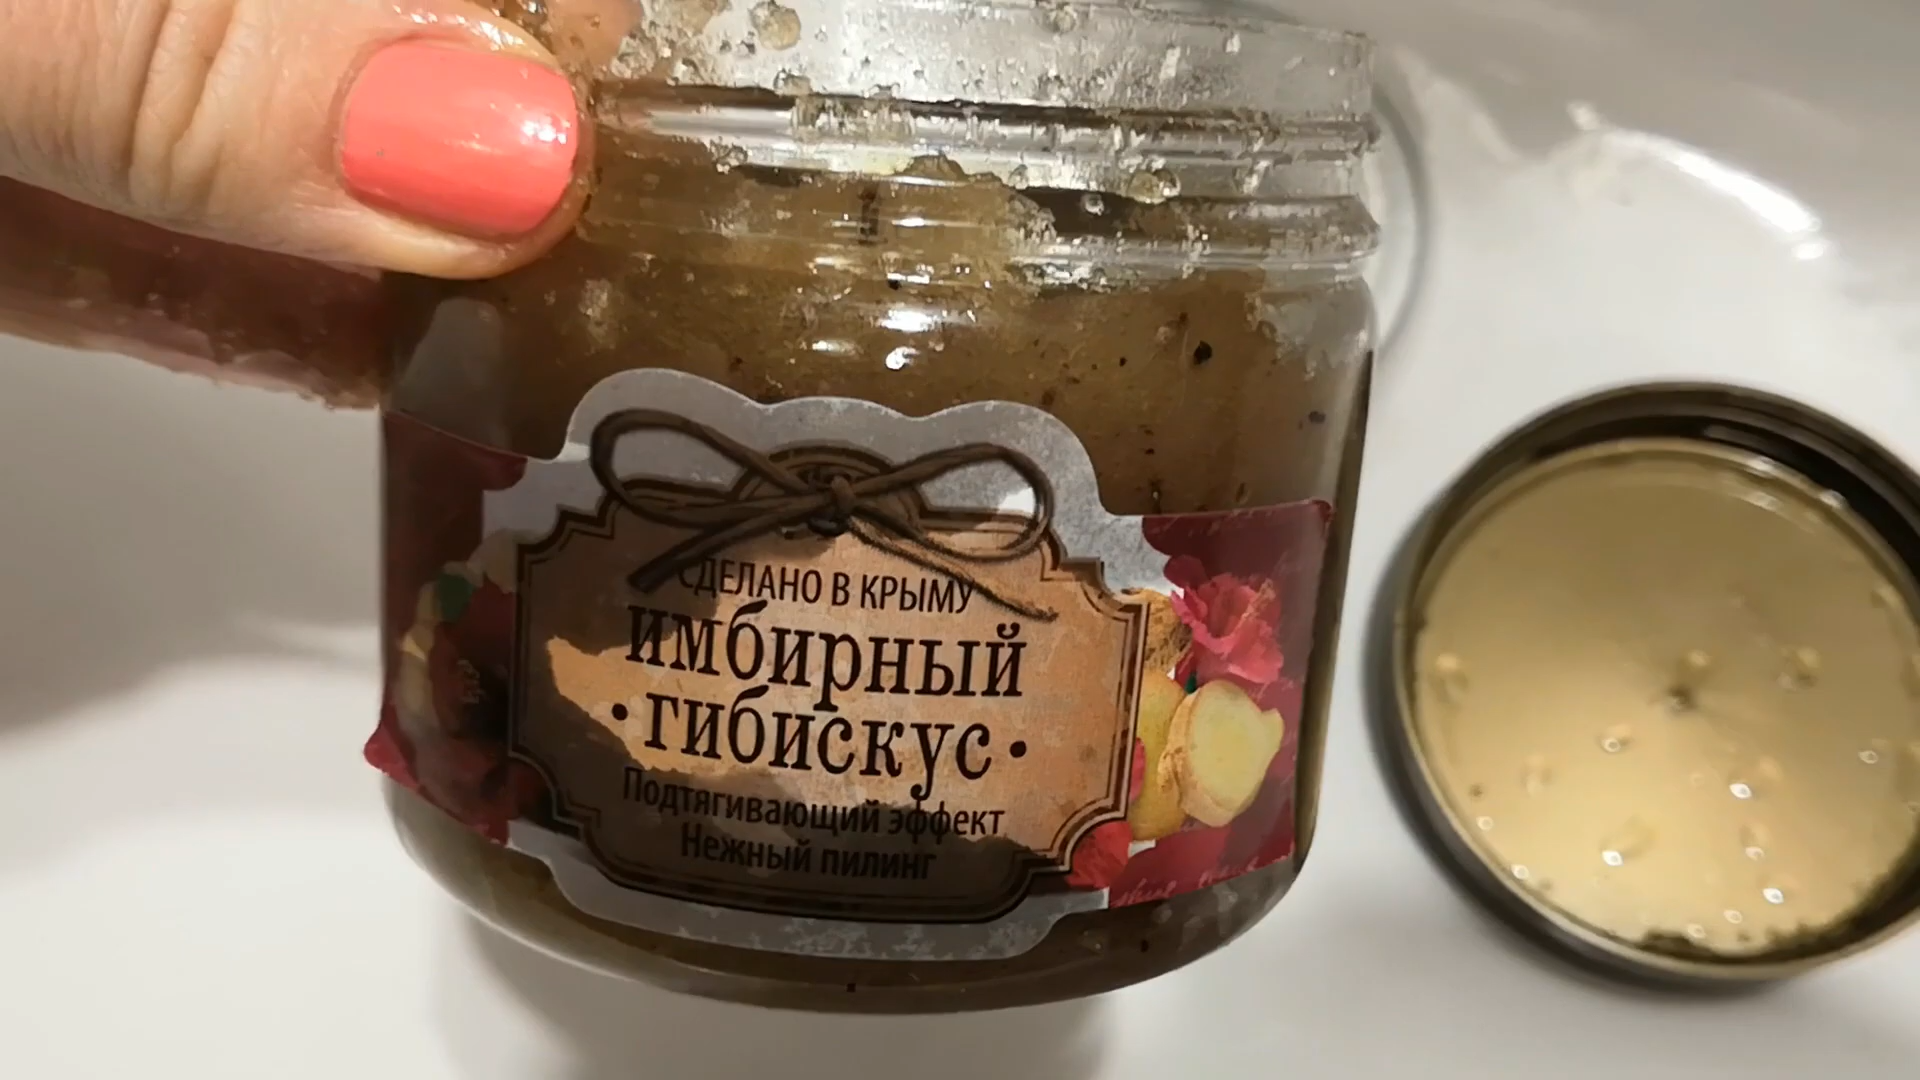 СДЕЛАНО В КРЫМУ
имбирный
•гибискус•
Подтягивающий эффект
Нежный пилинг